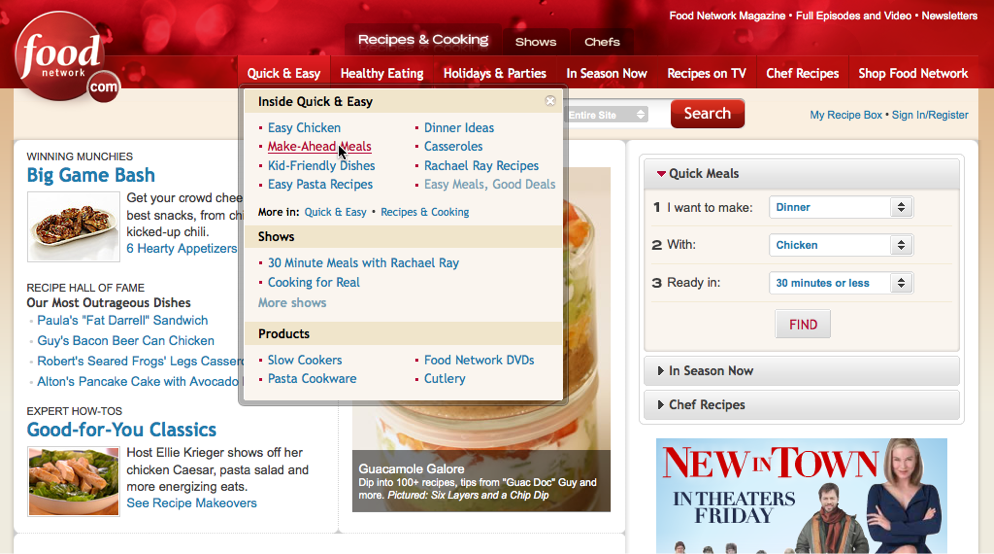 Food Network Magazine • Full Episodes and Video • Newsletters
food
network
com
Recipes & Cooking
Shows
Chefs
Quick & Easy
Healthy Eating
Holidays & Parties
In Season Now
Recipes on TV
Chef Recipes
Shop Food Network
Entire Site
Search
My Recipe Box • Sign In/Register
Inside Quick & Easy
Easy Chicken
Make-Ahead Meals
Kid-Friendly Dishes
Easy Pasta Recipes
Dinner Ideas
Casseroles
Rachael Ray Recipes
Easy Meals, Good Deals
More in: Quick & Easy • Recipes & Cooking
Shows
30 Minute Meals with Rachael Ray
Cooking for Real
More shows
Products
Slow Cookers
Pasta Cookware
Food Network DVDs
Cutlery
WINNING MUNCHIES
Big Game Bash
Get your crowd chee
best snacks, from chi
kicked-up chili.
6 Hearty Appetizers
RECIPE HALL OF FAME
Our Most Outrageous Dishes
Paula's "Fat Darrell" Sandwich
Guy's Bacon Beer Can Chicken
Robert's Seared Frogs' Legs Casser
Alton's Pancake Cake with Avocado
EXPERT HOW-TOS
Good-for-You Classics
Host Ellie Krieger shows off her
chicken Caesar, pasta salad and
more energizing eats.
See Recipe Makeovers
Guacamole Galore
Dip into 100+ recipes, tips from "Guac Doc" Guy and
more. Pictured: Six Layers and a Chip Dip
Quick Meals
1 I want to make: Dinner
2 With: Chicken
3 Ready in: 30 minutes or less
FIND
In Season Now
Chef Recipes
NEW IN TOWN
IN THEATERS
FRIDAY